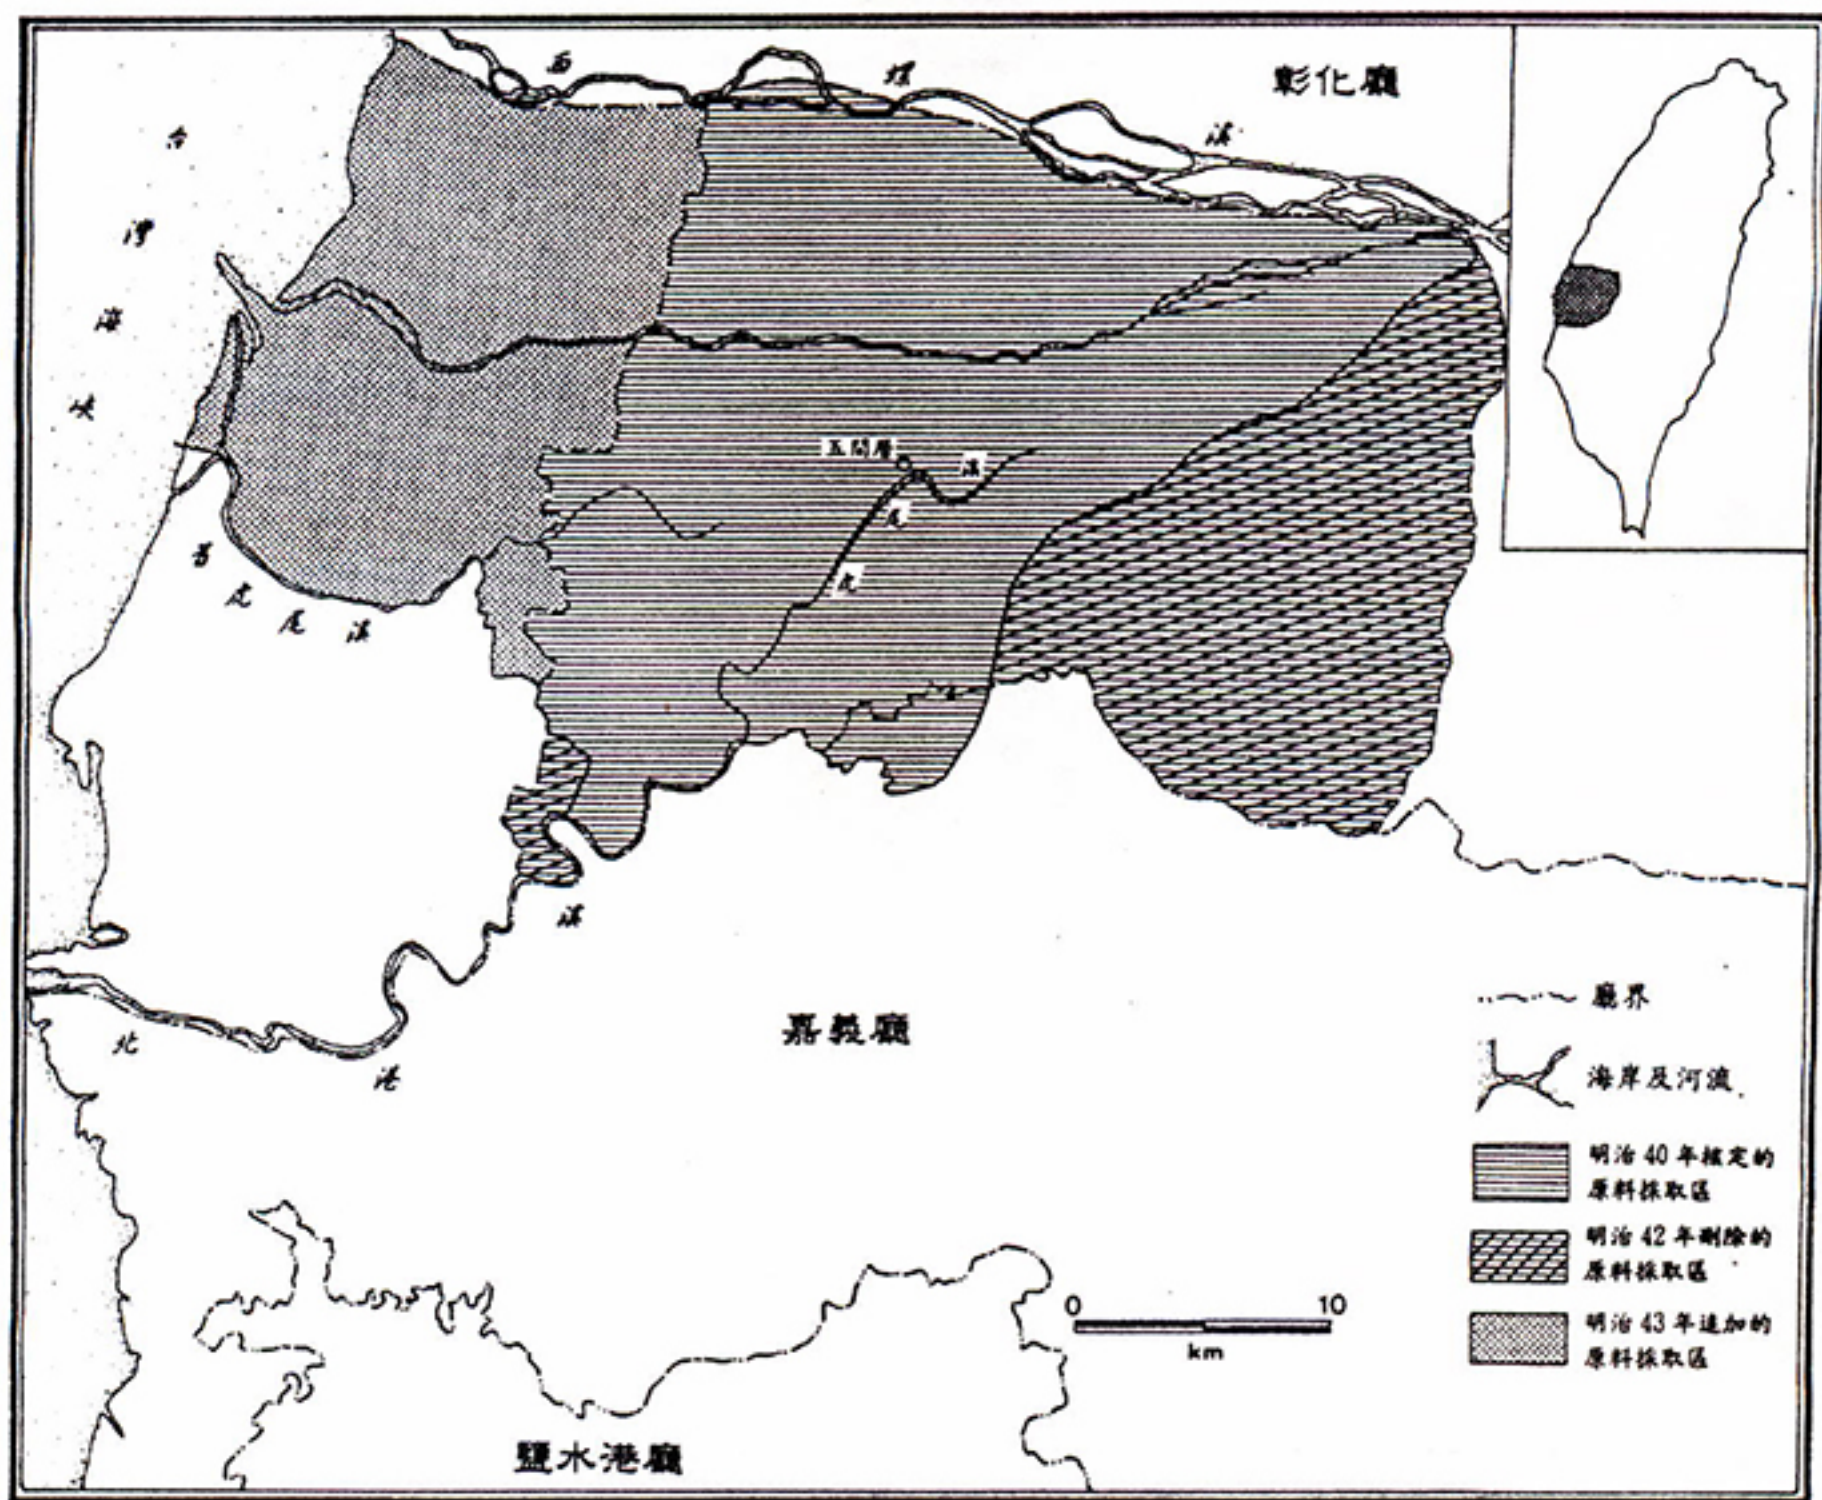 西螺溪
彰化廳
台灣海峽
五間厝
虎尾溪
舊虎尾溪
北港溪
嘉義廳
鹽水港廳
廳界
海岸及河流
明治40年核定的
原料採取區
明治42年刪除的
原料採取區
明治43年追加的
原料採取區
0 10
km